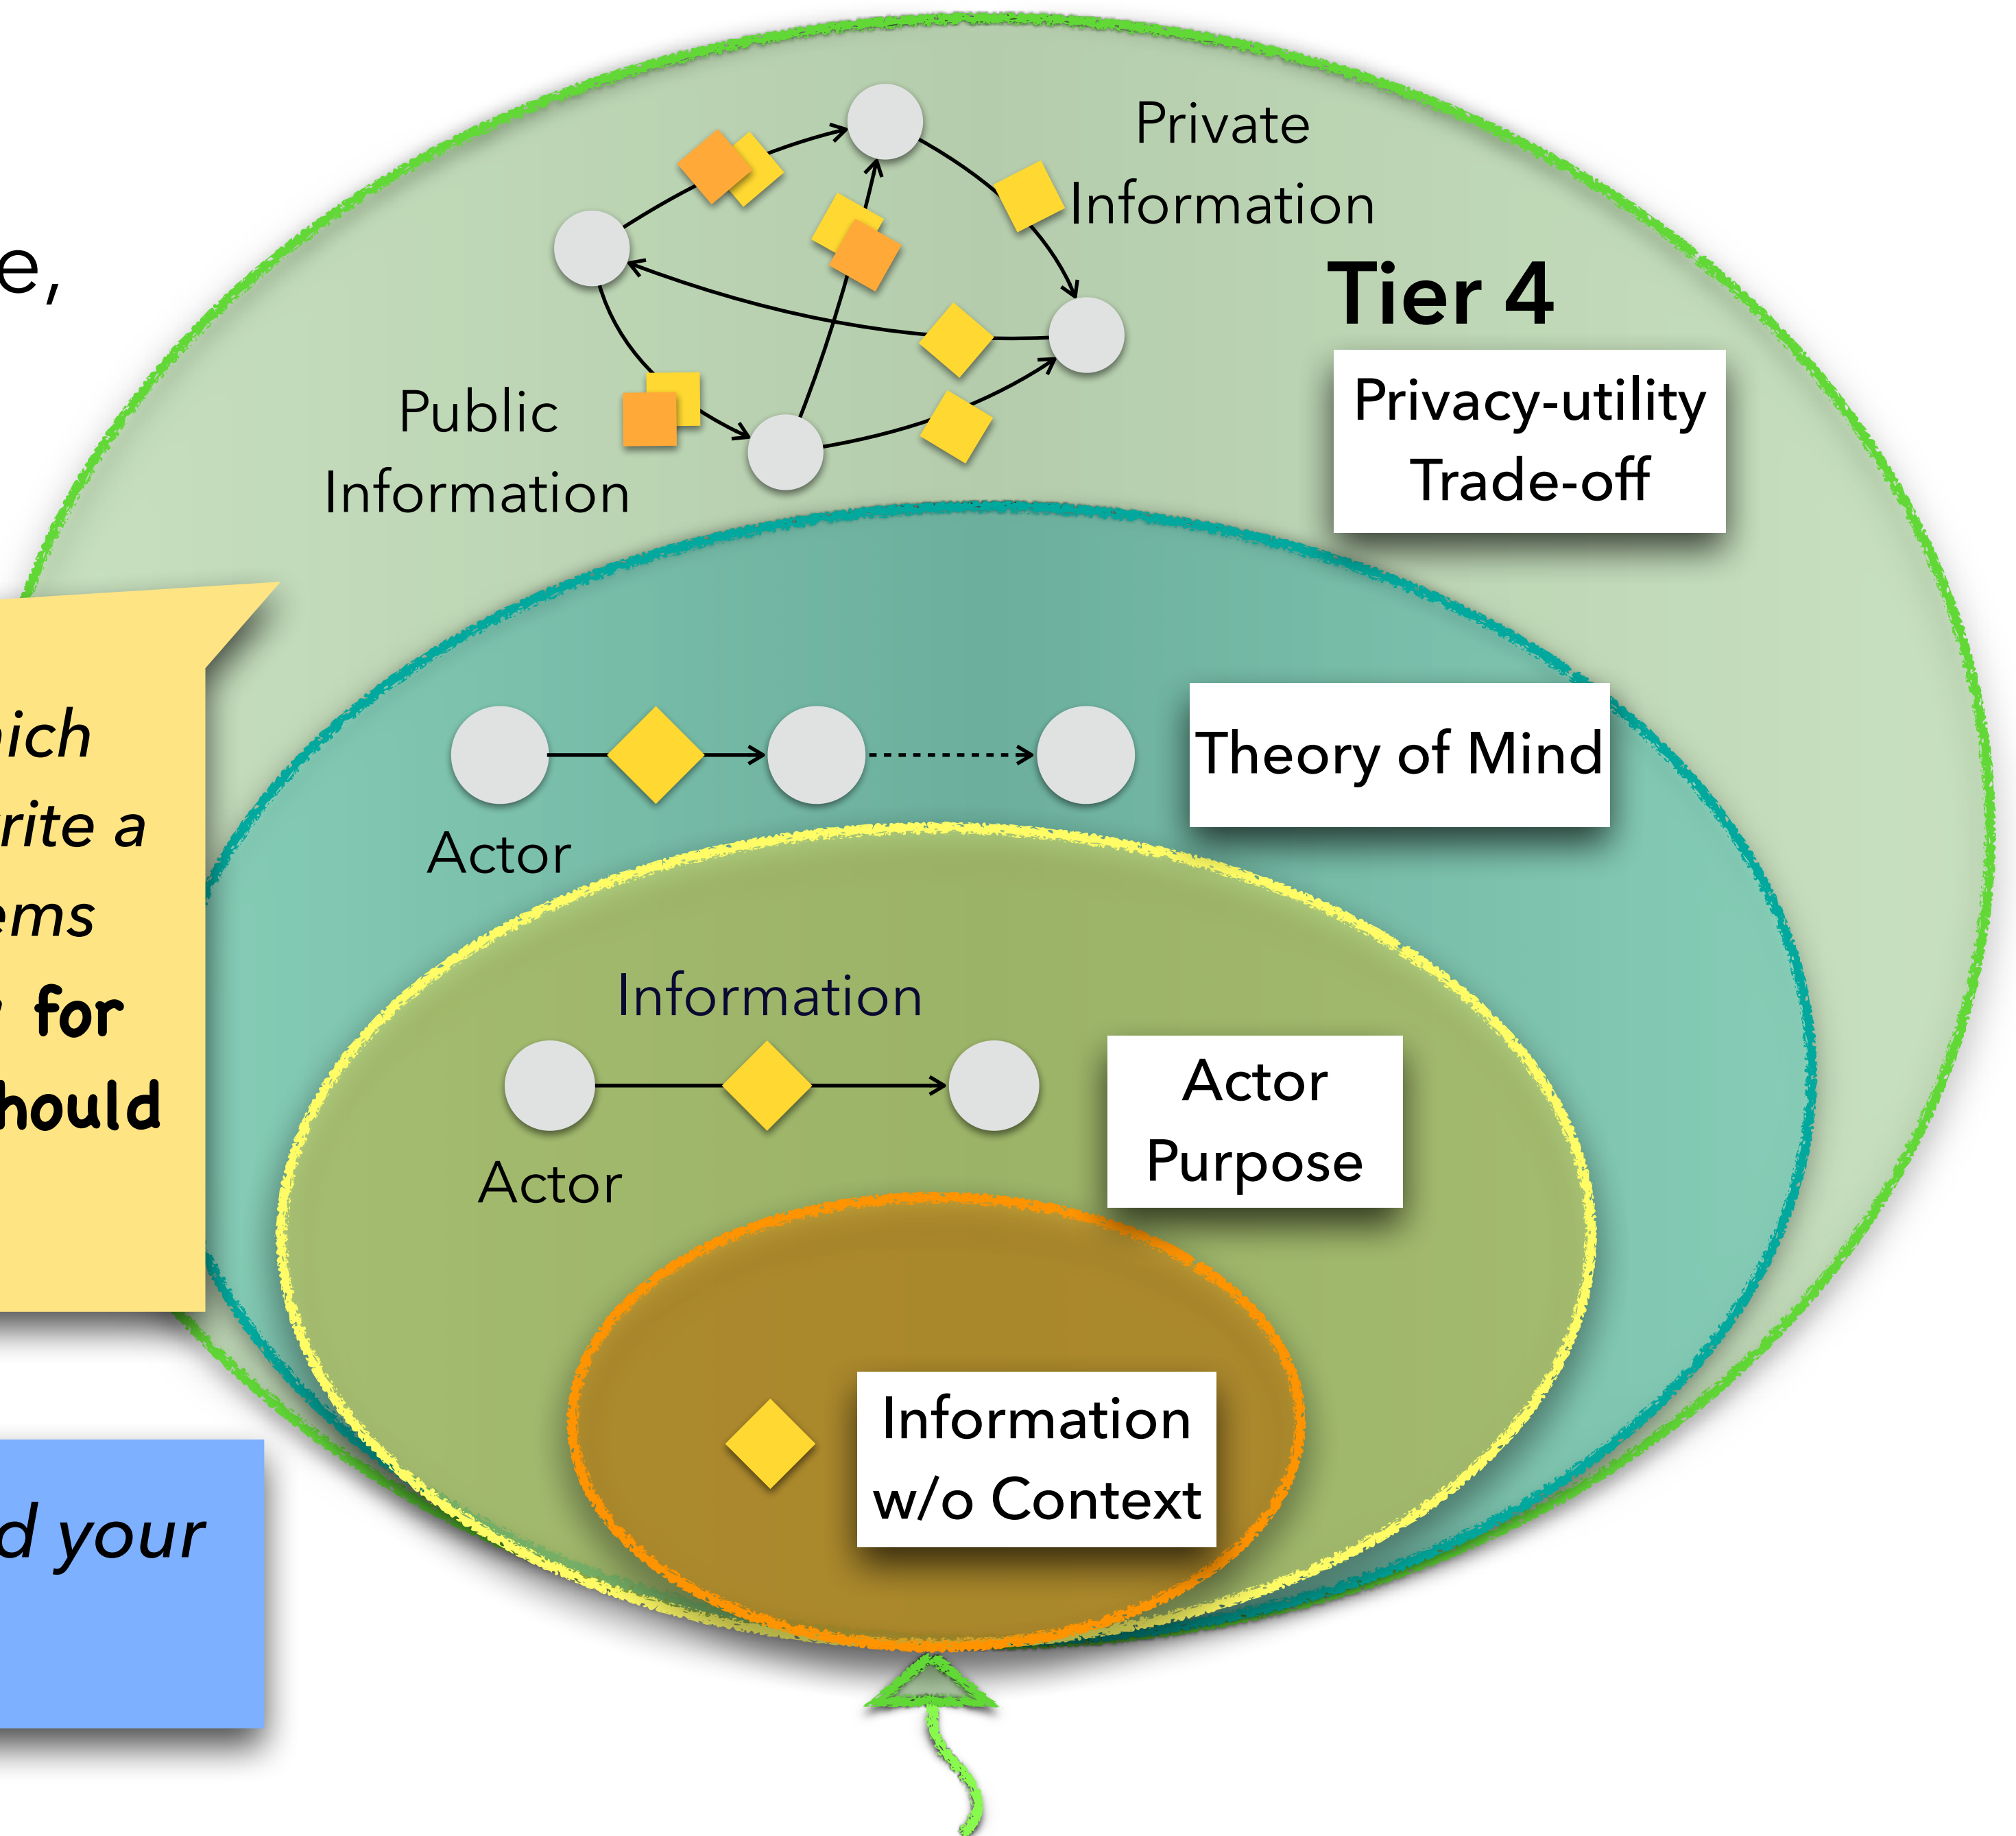 e,
Private
Information
Tier 4
Privacy-utility
Trade-off
Public
Information
Theory of Mind
Actor
Information
Actor
Purpose
Actor
Information
w/o Context
ich
rite a
ems
for
hould
d your